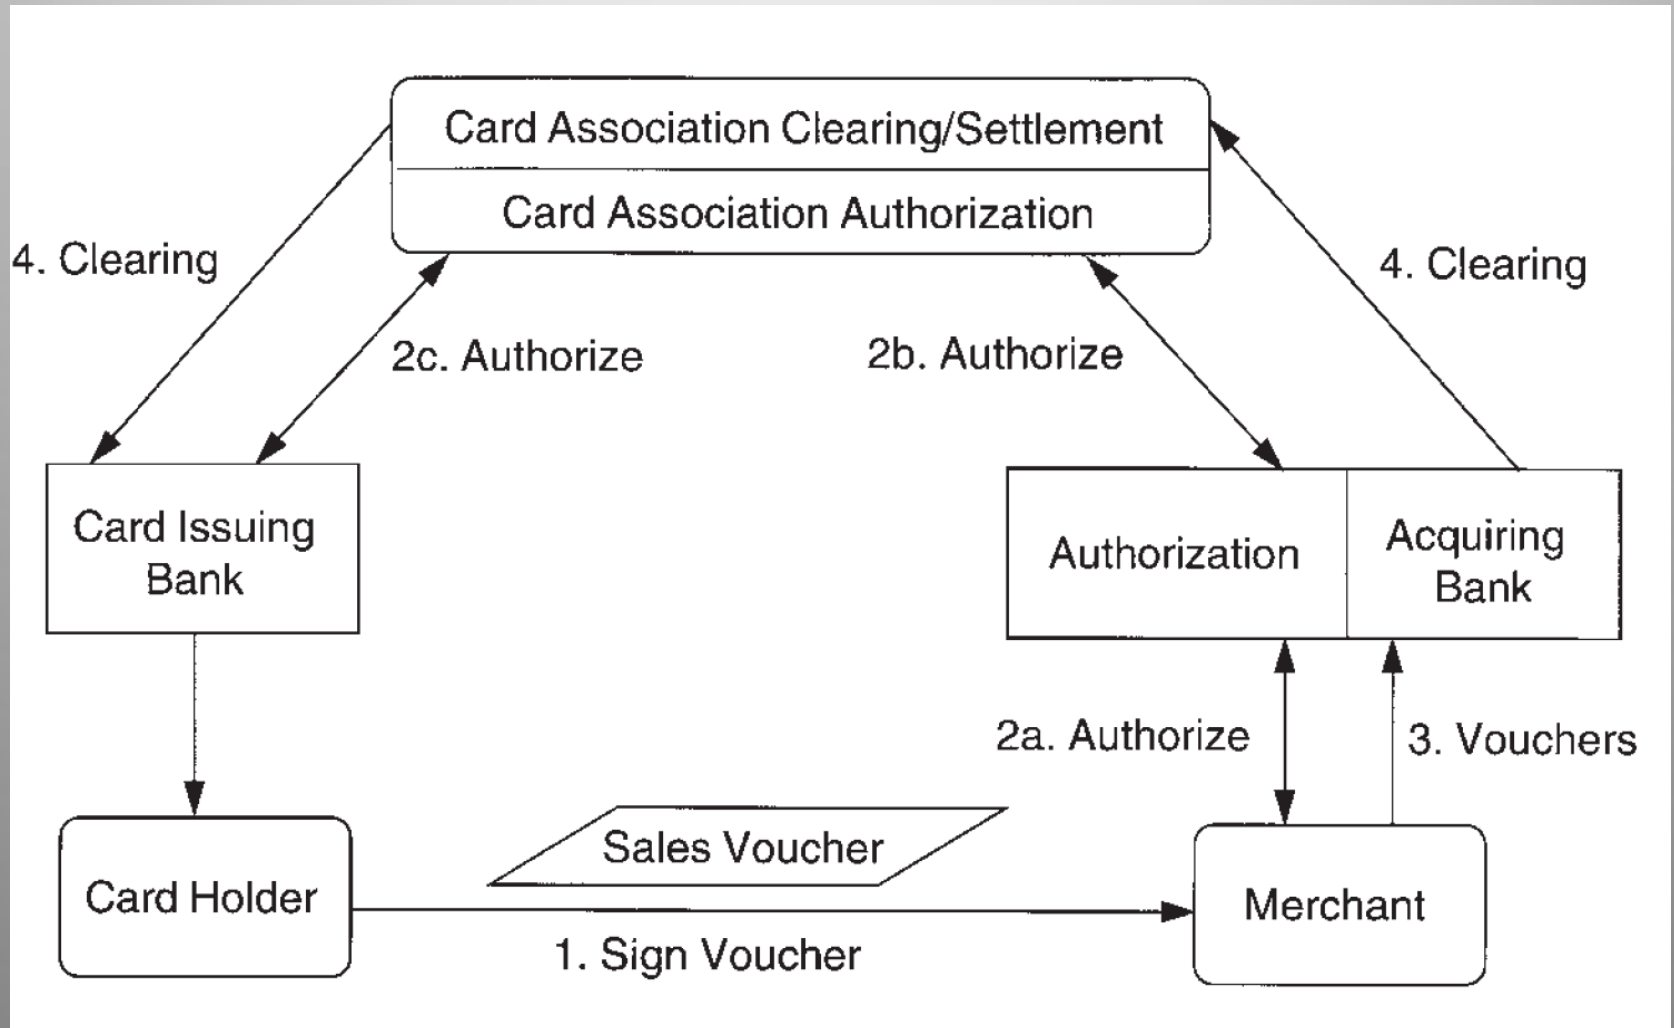 Card Association Clearing/Settlement
Card Association Authorization
4. Clearing
4. Clearing
2c. Authorize
2b. Authorize
Card Issuing
Bank
Authorization
Acquiring
Bank
2a. Authorize
3. Vouchers
Sales Voucher
Card Holder
Merchant
1. Sign Voucher